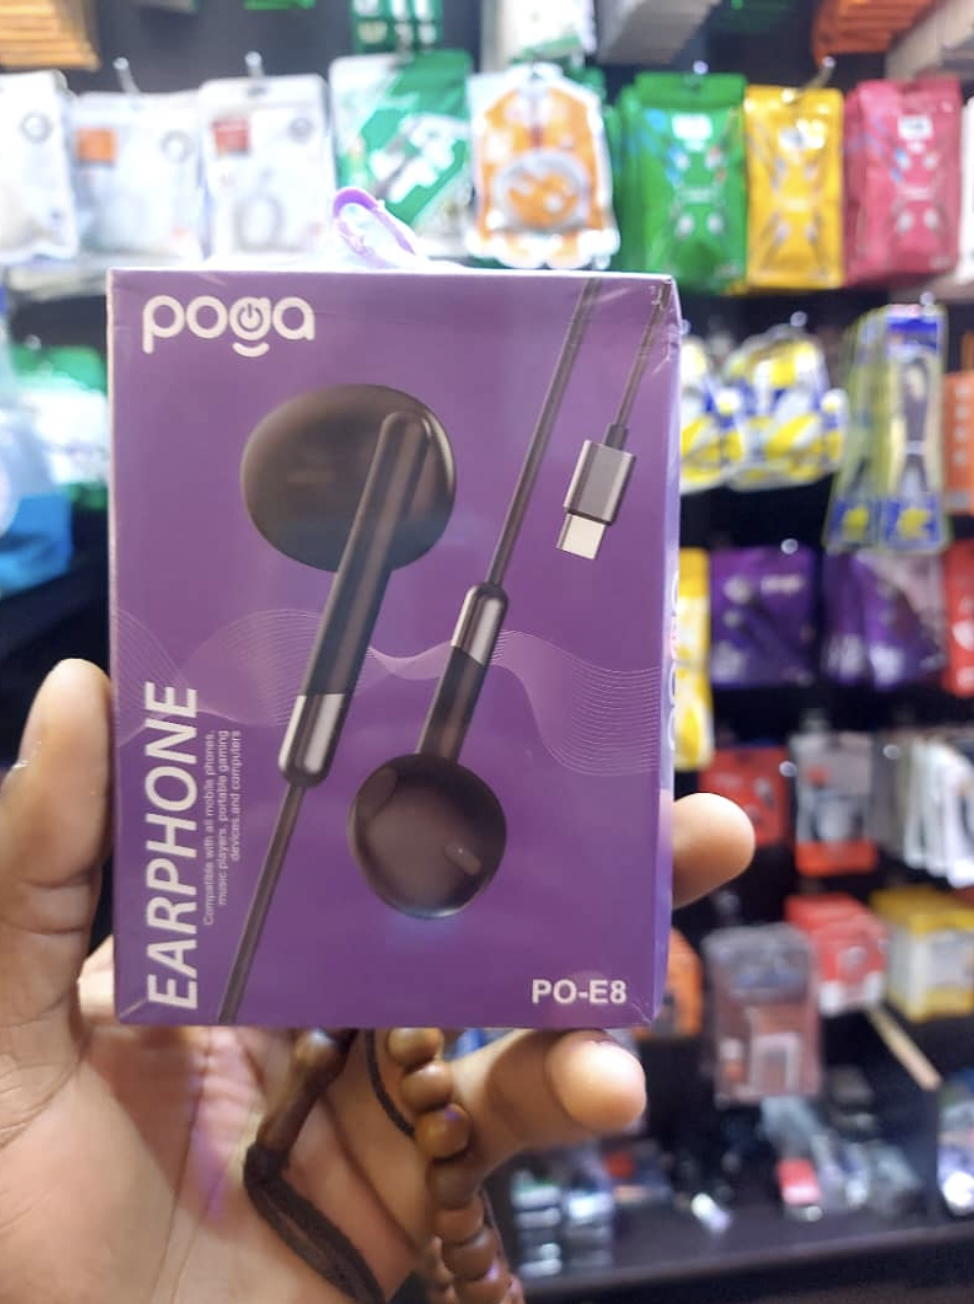 poga
EARPHONE
Compatible with all mobile phones,
music players, portable gaming
devices and computers
PO-E8